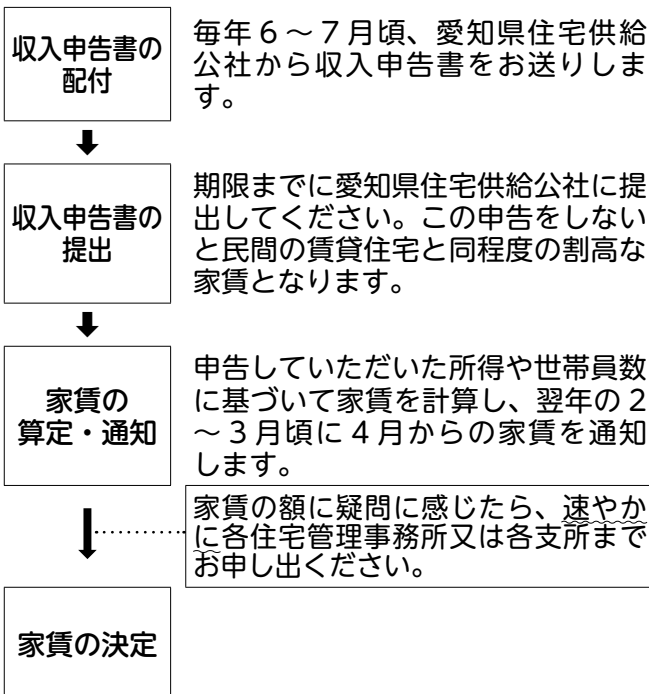 収入申告書の
配付
毎年６～７月頃、愛知県住宅供給
公社から収入申告書をお送りしま
す。
収入申告書の
提出
期限までに愛知県住宅供給公社に提
出してください。この申告をしない
と民間の賃貸住宅と同程度の割高な
家賃となります。
家賃の
算定・通知
申告していただいた所得や世帯員数
に基づいて家賃を計算し、翌年の２
～３月頃に４月からの家賃を通知
します。
家賃の額に疑問に感じたら、速やか
に各住宅管理事務所又は各支所まで
お申し出ください。
家賃の決定